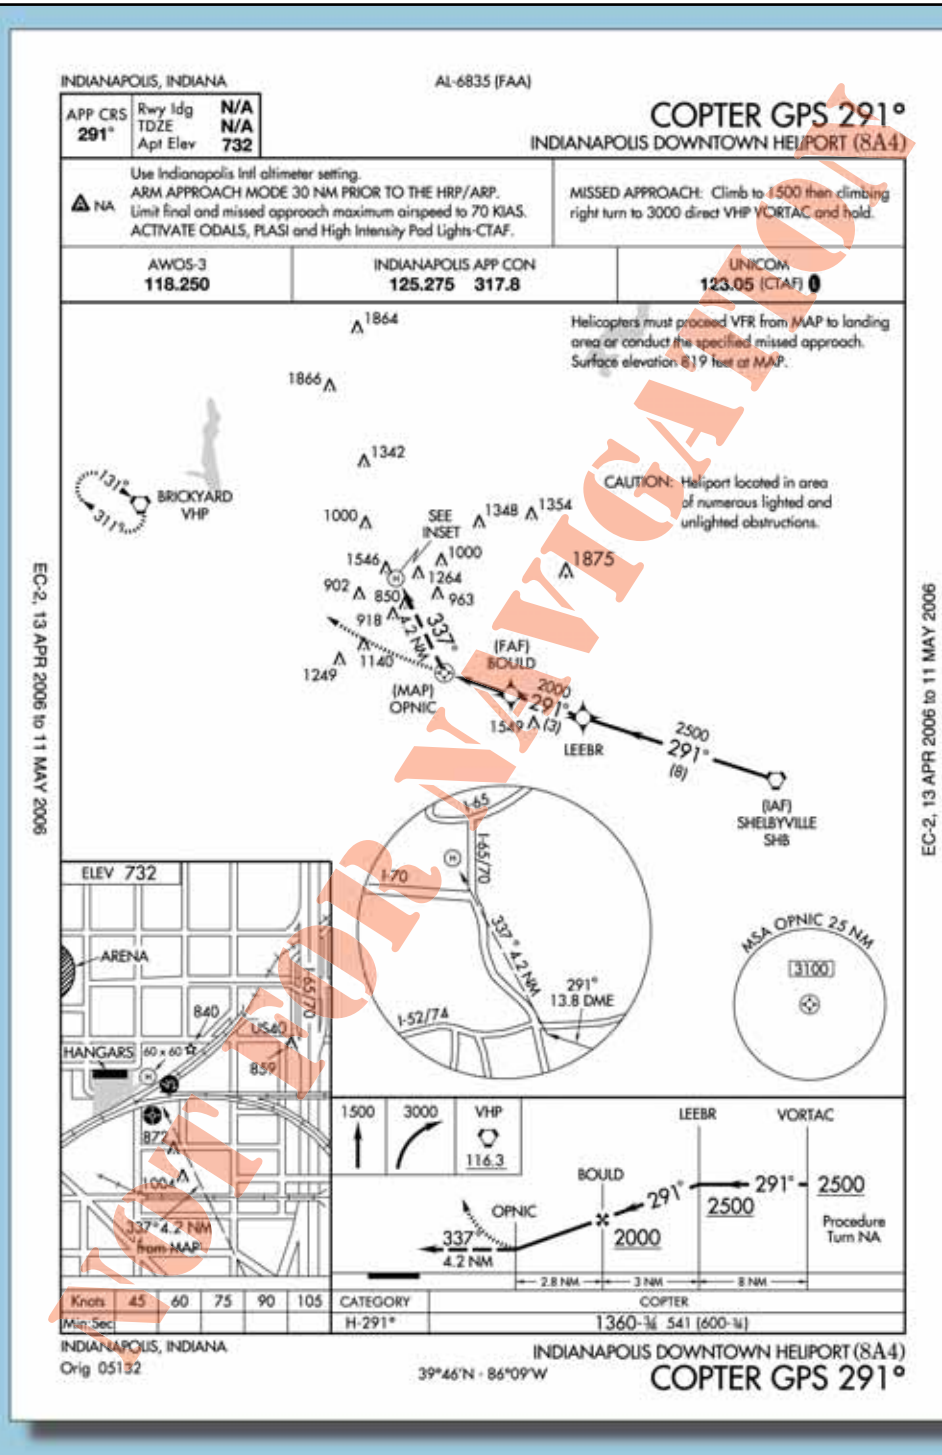 INDIANAPOLIS, INDIANA
AL-6835 (FAA)
APP CRS
291°
Rwy ldg N/A
TDZE N/A
Apt Elev 732
COPTER GPS 291°
INDIANAPOLIS DOWNTOWN HELIPORT (8A4)
NA
Use Indianapolis Intl altimeter setting.
ARM APPROACH MODE 30 NM PRIOR TO THE HRP/ARP.
Limit final and missed approach maximum airspeed to 70 KIAS.
ACTIVATE ODALS, PLASI and High Intensity Pod Lights-CTAF.
MISSED APPROACH: Climb to 1500 then climbing
right turn to 3000 direct VHP VORTAC and hold.
AWOS-3
118.250
INDIANAPOLIS APP CON
125.275 317.8
UNICOM
123.05 (CTAF) L
Helicopters must proceed VFR from MAP to landing
area or conduct the specified missed approach.
Surface elevation 819 feet at MAP.
1864
1866
1342
131°
311°
BRICKYARD
VHP
CAUTION: Heliport located in area
of numerous lighted and
unlighted obstructions.
1000
SEE
INSET
1348
1354
1546
1000
1264
1875
902
850
963
918
337°
4.2 NM
1140
1249
(FAF)
BOULD
(MAP)
OPNIC
2000
291°
(3)
1549
LEEBR
2500
291°
(8)
(IAF)
SHELBYVILLE
SHB
EC-2, 13 APR 2006 to 11 MAY 2006
EC-2, 13 APR 2006 to 11 MAY 2006
I-65
I-65/70
H
I-70
337° 4.2 NM
291°
13.8 DME
I-52/74
MSA OPNIC 25 NM
3100
ELEV 732
ARENA
I-65/70
840
US40
HANGARS
60 x 60
H
859
872
1004
337° 4.2 NM
from MAP
1500
3000
VHP
116.3
LEEBR
VORTAC
BOULD
OPNIC
291°
291°
2500
2500
2000
337°
4.2 NM
Procedure
Turn NA
2.8 NM
3 NM
8 NM
Knots 45 60 75 90 105
Min:Sec
CATEGORY COPTER
H-291° 1360-¾ 541 (600-¾)
INDIANAPOLIS, INDIANA
Orig 05132
39°46'N - 86°09'W
INDIANAPOLIS DOWNTOWN HELIPORT (8A4)
COPTER GPS 291°
NOT FOR NAVIGATION